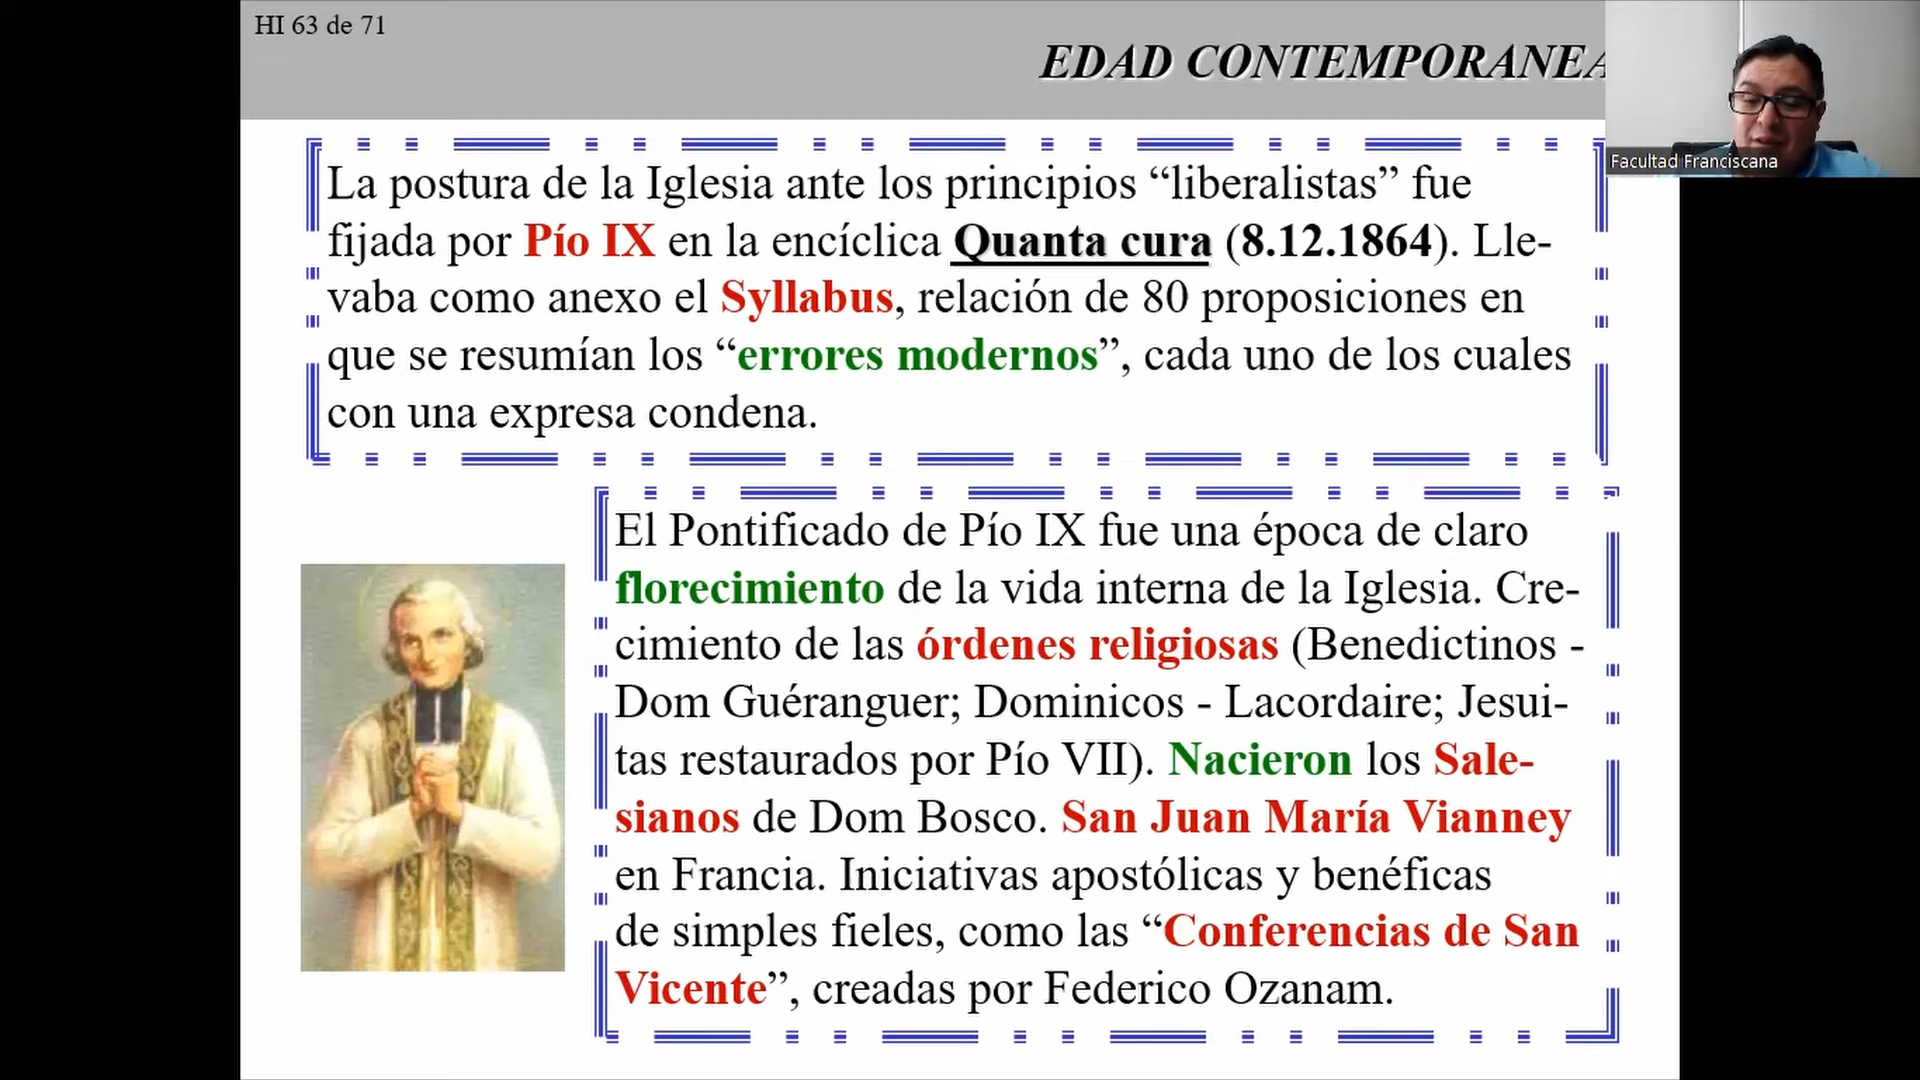 HI 63 de 71
EDAD CONTEMPORANEA
Facultad Franciscana
La postura de la Iglesia ante los principios “liberalistas” fue
fijada por Pío IX en la encíclica Quanta cura (8.12.1864). Lle-
vaba como anexo el Syllabus, relación de 80 proposiciones en
que se resumían los “errores modernos”, cada uno de los cuales
con una expresa condena.
El Pontificado de Pío IX fue una época de claro
florecimiento de la vida interna de la Iglesia. Cre-
cimiento de las órdenes religiosas (Benedictinos -
Dom Guéranguer; Dominicos - Lacordaire; Jesui-
tas restaurados por Pío VII). Nacieron los Sale-
sianos de Dom Bosco. San Juan María Vianney
en Francia. Iniciativas apostólicas y benéficas
de simples fieles, como las “Conferencias de San
Vicente”, creadas por Federico Ozanam.